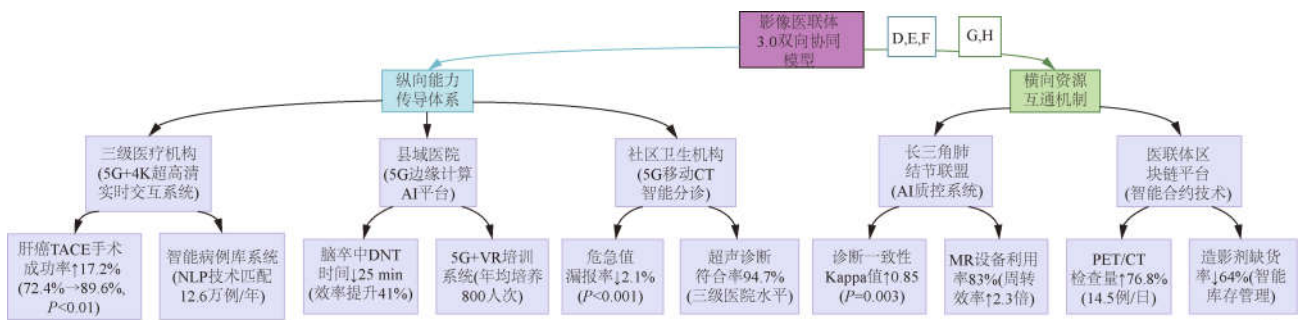 影像医联体
3.0双向协同
模型
D,E,F
G,H
纵向能力
传导体系
横向资源
互通机制
三级医疗机构
(5G+4K超高清
实时交互系统)
县域医院
(5G边缘计算
AI平台)
社区卫生机构
(5G移动CT
智能分诊)
长三角肺
结节联盟
(AI质控系统)
医联体区
块链平台
(智能合约技术)
肝癌TACE手术
成功率↑17.2%
(72.4%→89.6%,
P<0.01)
智能病例库系统
(NLP技术匹配
12.6万例/年)
脑卒中DNT
时间↓25 min
(效率提升41%)
5G+VR培训
系统(年均培养
800人次)
危急值
漏报率↓2.1%
(P<0.001)
超声诊断
符合率94.7%
(三级医院水平)
诊断一致性
Kappa值↑0.85
(P=0.003)
MR设备利用
率83%(周转
效率↑2.3倍)
PET/CT
检查量↑76.8%
(14.5例/日)
造影剂缺货
率↓64%(智能
库存管理)